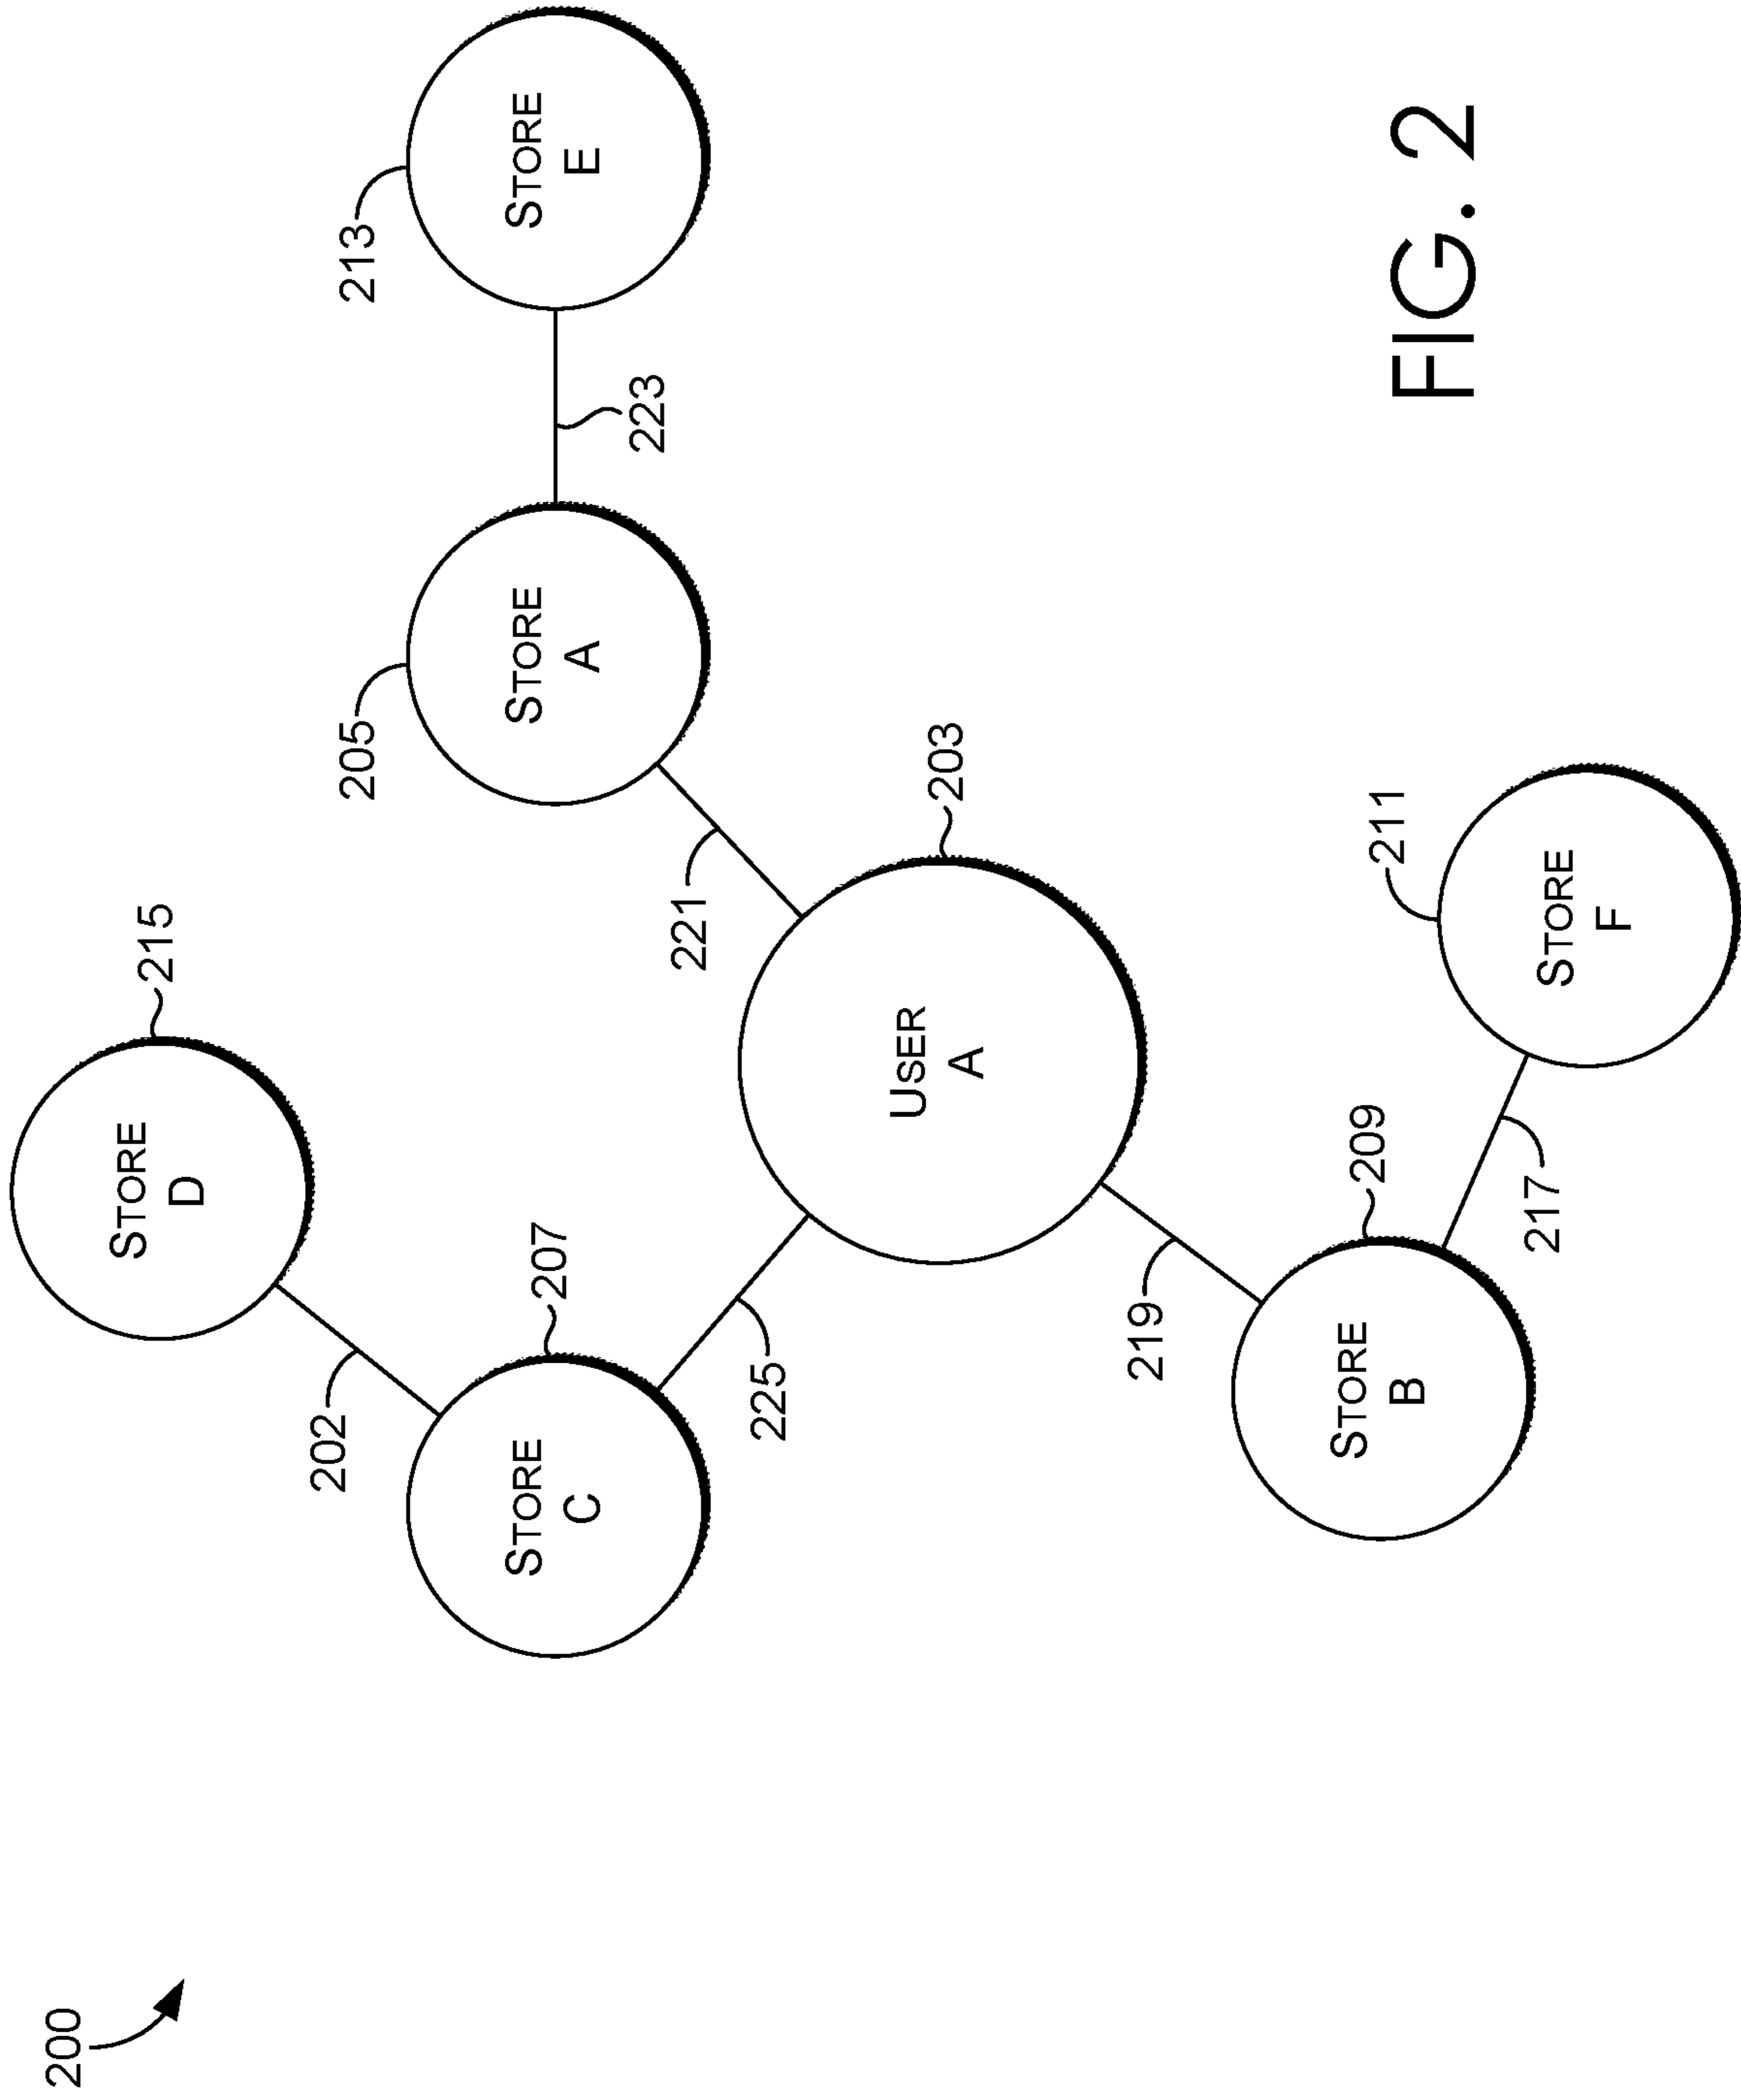 200
STORE
D
215
202
STORE
C
207
225
USER
A
203
221
STORE
A
205
223
STORE
E
213
219
STORE
B
209
217
STORE
F
211
FIG. 2